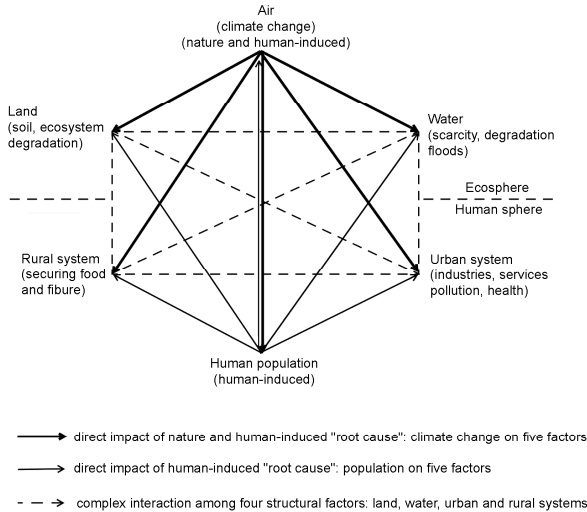 Air
(climate change)
(nature and human-induced)
Land
(soil, ecosystem
degradation)
Water
(scarcity, degradation
floods)
Ecosphere
Human sphere
Rural system
(securing food
and fibure)
Urban system
(industries, services
pollution, health)
Human population
(human-induced)
direct impact of nature and human-induced "root cause": climate change on five factors
direct impact of human-induced "root cause": population on five factors
complex interaction among four structural factors: land, water, urban and rural systems